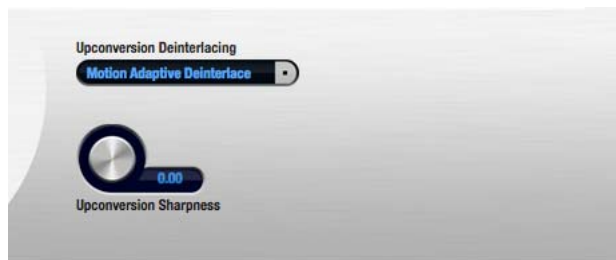 Upconversion Deinterlacing
Motion Adaptive Deinterlace
0.00
Upconversion Sharpness